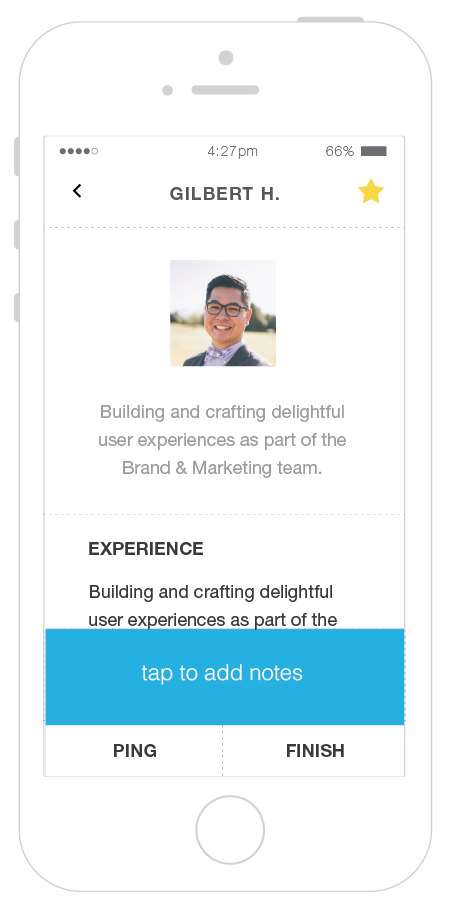 4:27pm 66%
GILBERT H.
Building and crafting delightful
user experiences as part of the
Brand & Marketing team.
EXPERIENCE
Building and crafting delightful
user experiences as part of the
tap to add notes
PING FINISH